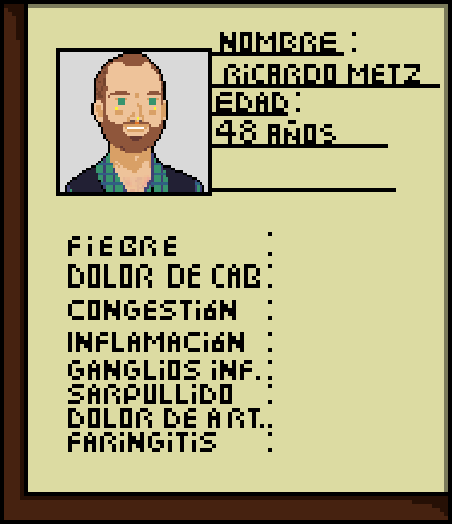 NOMBRE :
RiCARDO METZ
EDAD:
48 AÑOS
FiEBRE :
DOLOR DE CAB:
CONGESTióN :
INFLAMACióN :
GANGLiOS iNF.:
SARPULLiDO :
DOLOR DE ART.:
FARiNGiTiS :